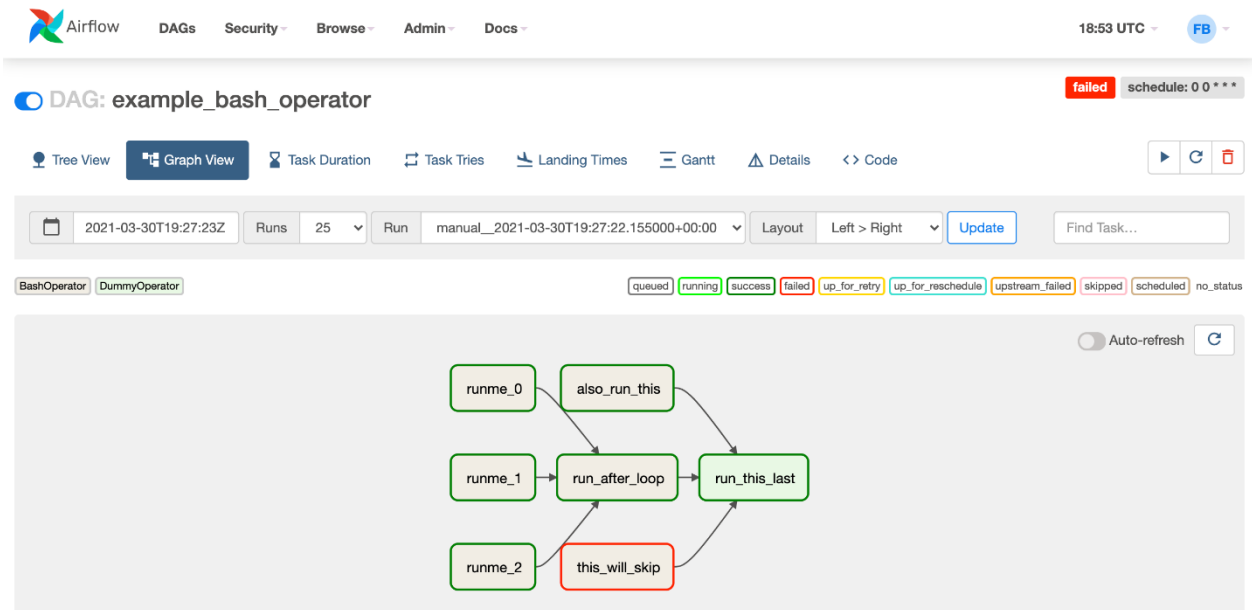 Airflow DAGs Security Browse Admin Docs 18:53 UTC FB
DAG: example_bash_operator failed schedule: 0 0 * * *
Tree View Graph View Task Duration Task Tries Landing Times Gantt Details Code
2021-03-30T19:27:23Z Runs 25 Run manual__2021-03-30T19:27:22.155000+00:00 Layout Left > Right Update Find Task...
BashOperator DummyOperator queued running success failed up_for_retry up_for_reschedule upstream_failed skipped scheduled no_status
Auto-refresh
runme_0 also_run_this
runme_1 run_after_loop run_this_last
runme_2 this_will_skip